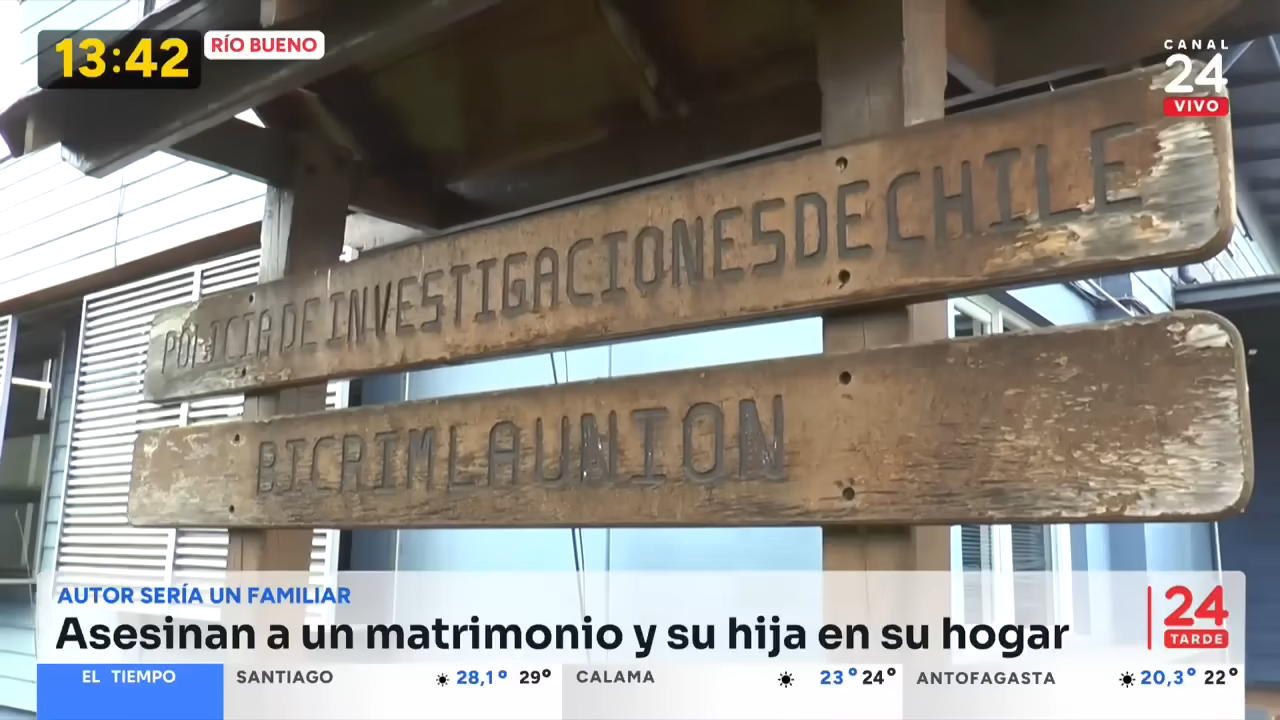 13:42
RÍO BUENO
CANAL
24
VIVO
POLICÍA DE INVESTIGACIONES DE CHILE
BICRIM LA UNION
AUTOR SERÍA UN FAMILIAR
Asesinan a un matrimonio y su hija en su hogar
24
TARDE
EL TIEMPO
SANTIAGO 28,1° 29°
CALAMA 23° 24°
ANTOFAGASTA 20,3° 22°